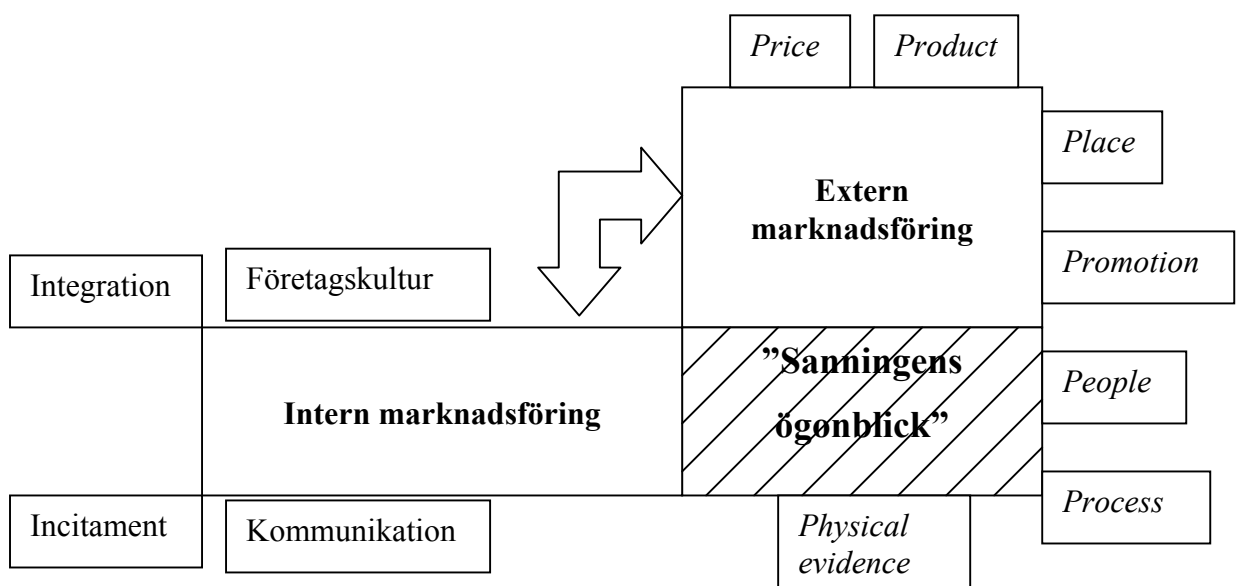 Price
Product
Place
Extern
marknadsföring
Promotion
Integration
Företagskultur
”Sanningens
ögonblick”
People
Intern marknadsföring
Process
Incitament
Kommunikation
Physical
evidence